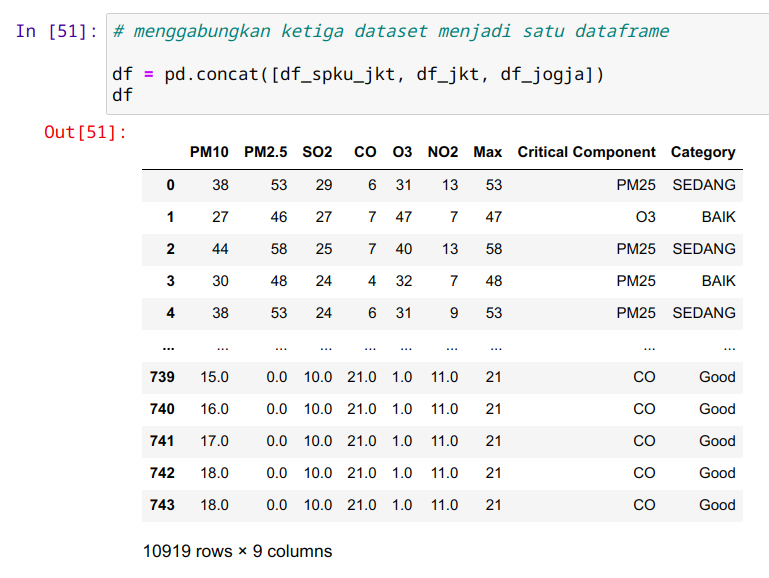 In [51]: # menggabungkan ketiga dataset menjadi satu dataframe
df = pd.concat([df_spku_jkt, df_jkt, df_jogja])
df
Out[51]:
PM10 PM2.5 SO2 CO O3 NO2 Max Critical Component Category
0 38 53 29 6 31 13 53 PM25 SEDANG
1 27 46 27 7 47 7 47 O3 BAIK
2 44 58 25 7 40 13 58 PM25 SEDANG
3 30 48 24 4 32 7 48 PM25 BAIK
4 38 53 24 6 31 9 53 PM25 SEDANG
... ... ... ... ... ... ... ... ... ...
739 15.0 0.0 10.0 21.0 1.0 11.0 21 CO Good
740 16.0 0.0 10.0 21.0 1.0 11.0 21 CO Good
741 17.0 0.0 10.0 21.0 1.0 11.0 21 CO Good
742 18.0 0.0 10.0 21.0 1.0 11.0 21 CO Good
743 18.0 0.0 10.0 21.0 1.0 11.0 21 CO Good
10919 rows × 9 columns